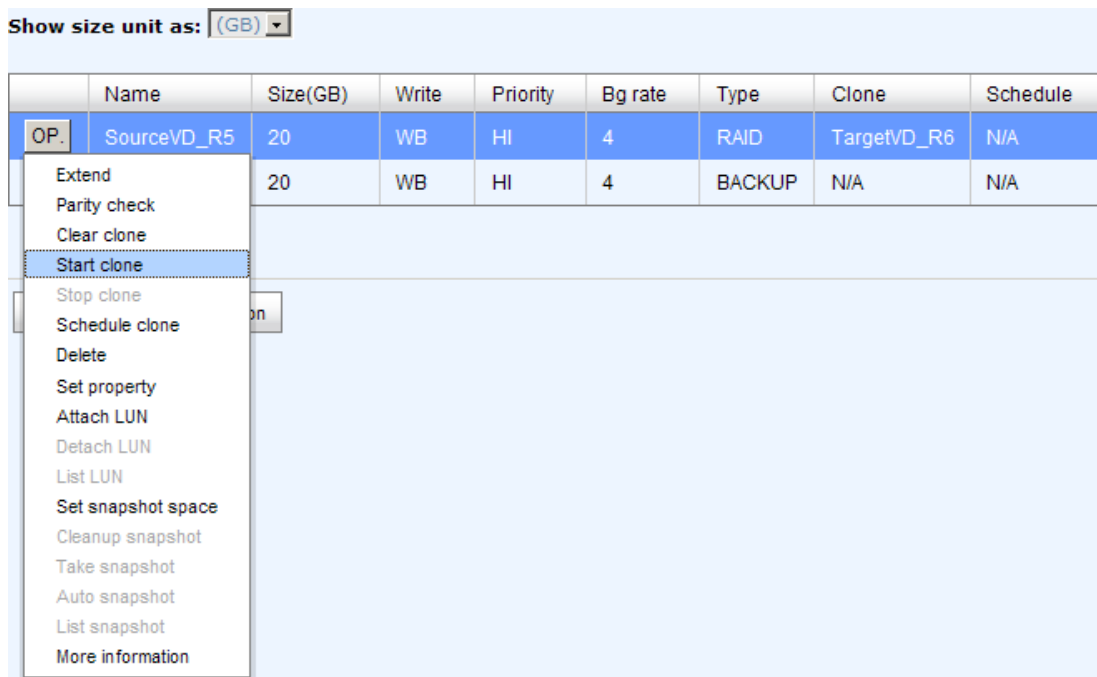 Show size unit as: (GB)
Name Size(GB) Write Priority Bg rate Type Clone Schedule
OP. SourceVD_R5 20 WB HI 4 RAID TargetVD_R6 N/A
20 WB HI 4 BACKUP N/A N/A
Extend
Parity check
Clear clone
Start clone
Stop clone
on
Schedule clone
Delete
Set property
Attach LUN
Detach LUN
List LUN
Set snapshot space
Cleanup snapshot
Take snapshot
Auto snapshot
List snapshot
More information